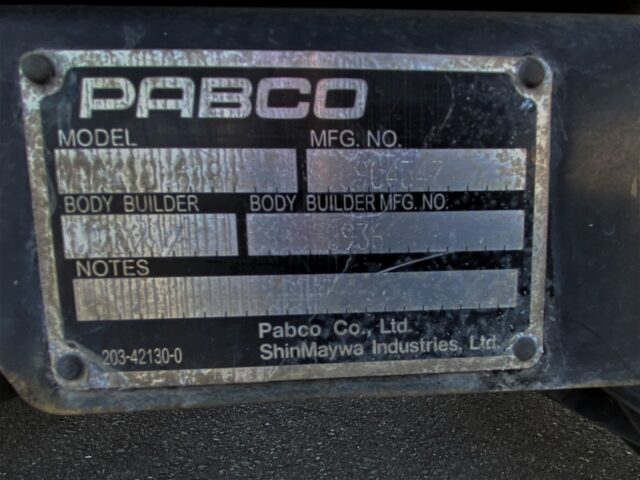 PABCO
MODEL MFG. NO.
BODY BUILDER BODY BUILDER MFG. NO.
NOTES
Pabco Co., Ltd.
203-42130-0 ShinMaywa Industries, Ltd.